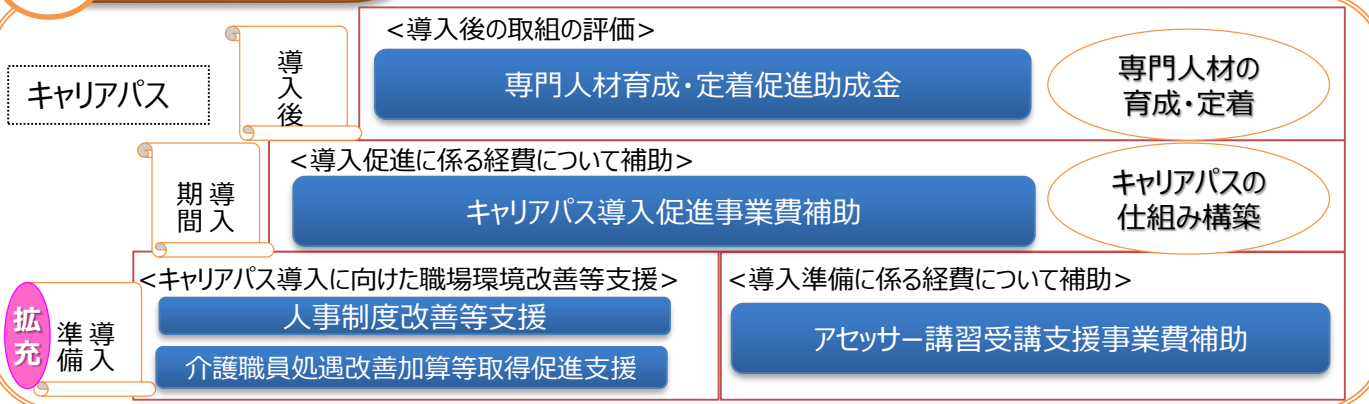 キャリアパス
導入後
<導入後の取組の評価>
専門人材育成・定着促進助成金
専門人材の
育成・定着
導入
期間
<導入促進に係る経費について補助>
キャリアパス導入促進事業費補助
キャリアパスの
仕組み構築
拡充
導入
準備
<キャリアパス導入に向けた職場環境改善等支援>
人事制度改善等支援
介護職員処遇改善加算等取得促進支援
<導入準備に係る経費について補助>
アセッサー講習受講支援事業費補助